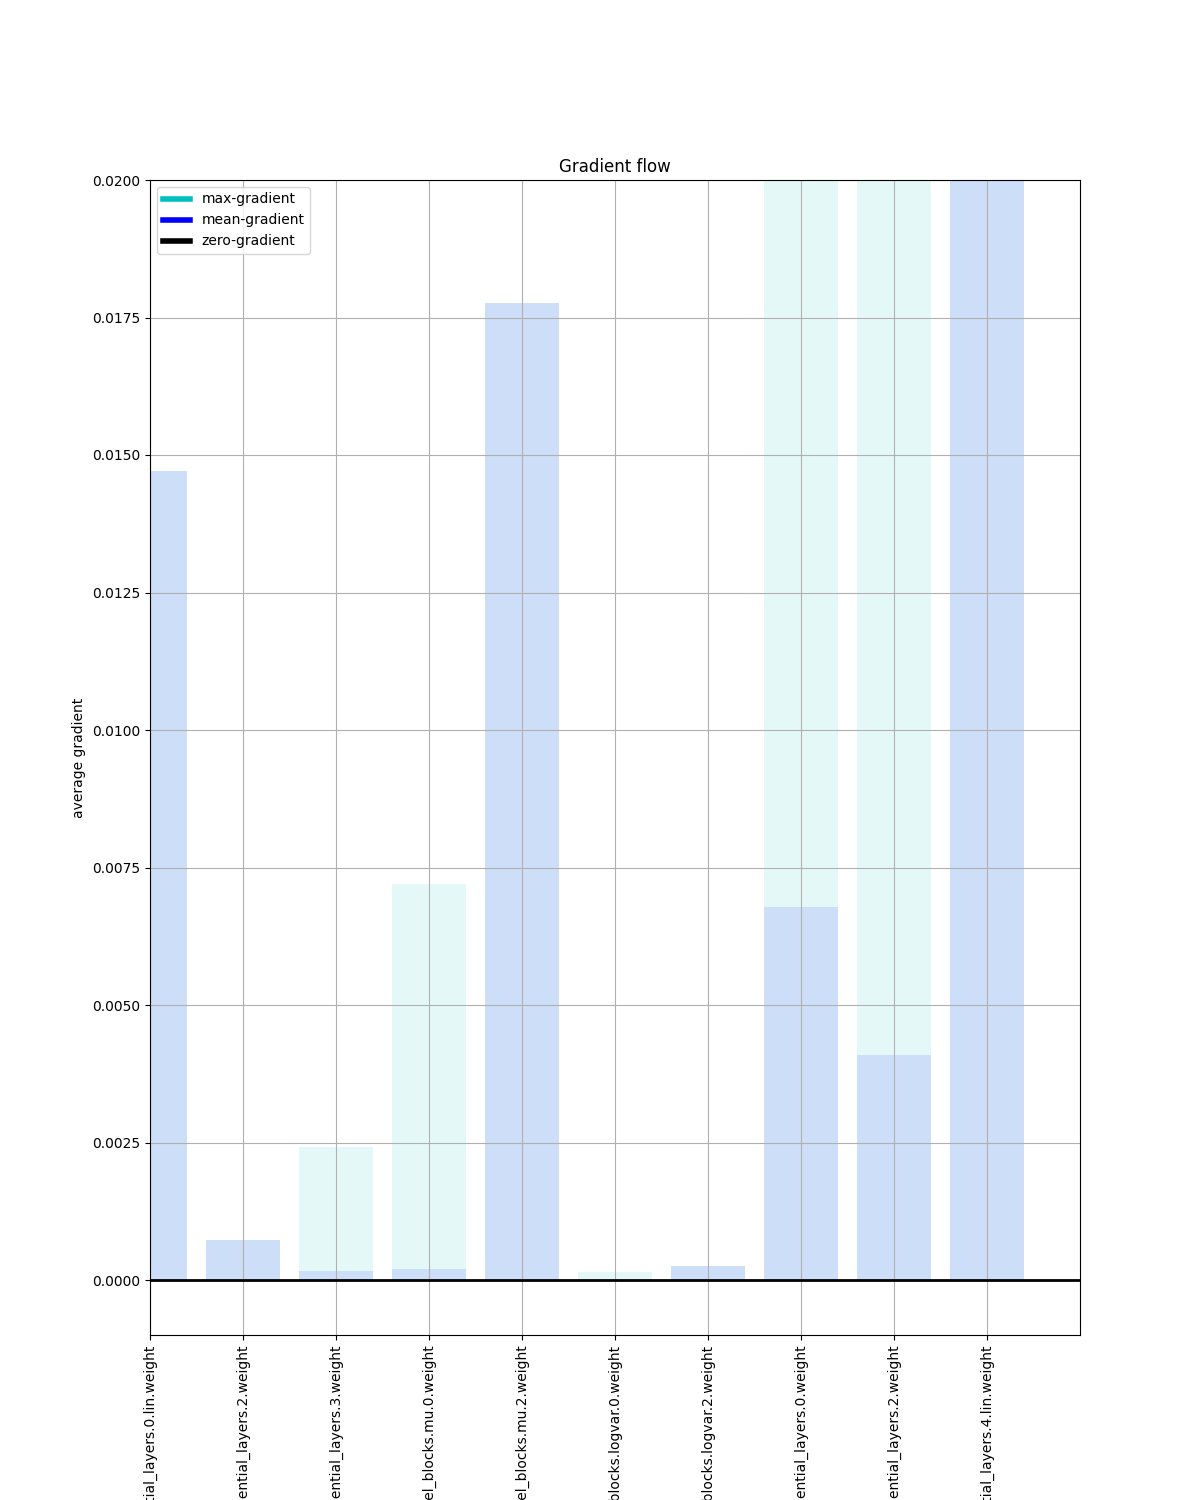 Gradient flow
max-gradient
mean-gradient
zero-gradient
0.0200
0.0175
0.0150
0.0125
0.0100
0.0075
0.0050
0.0025
0.0000
average gradient
tial_layers.0.lin.weight
ential_layers.2.weight
ential_layers.3.weight
el_blocks.mu.0.weight
el_blocks.mu.2.weight
blocks.logvar.0.weight
blocks.logvar.2.weight
ential_layers.0.weight
ential_layers.2.weight
tial_layers.4.lin.weight